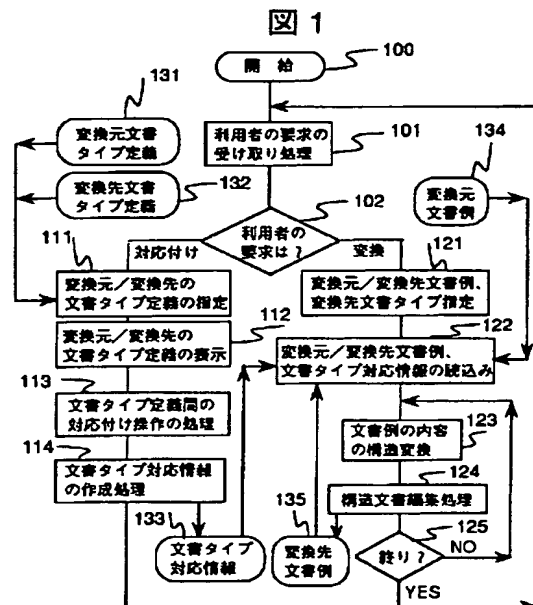 図 1
100
開 始
131
変換元文書
タイプ定義
利用者の要求の
受け取り処理
101
134
変換先文書
タイプ定義
132
変換元
文書例
102
利用者の
要求は?
対応付け
変換
111
121
変換元/変換先の
文書タイプ定義の指定
変換元/変換先文書例、
変換先文書タイプ指定
112
122
変換元/変換先の
文書タイプ定義の表示
変換元/変換先文書例、
文書タイプ対応情報の読込み
113
文書タイプ定義間の
対応付け操作の処理
文書例の内容
の構造変換
123
114
文書タイプ対応情報
の作成処理
124
構造文書編集処理
133
135
125
文書タイプ
対応情報
変換先
文書例
終り?
NO
YES